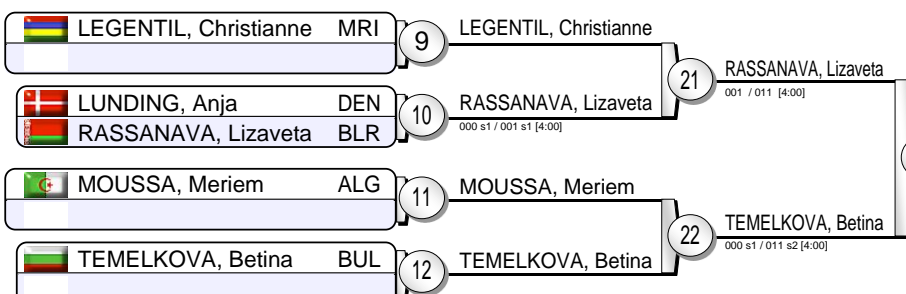 LEGENTIL, Christianne MRI
9
LEGENTIL, Christianne
21
RASSANAVA, Lizaveta
001 / 011 [4:00]
LUNDING, Anja DEN
RASSANAVA, Lizaveta BLR
10
RASSANAVA, Lizaveta
000 s1 / 001 s1 [4:00]
MOUSSA, Meriem ALG
11
MOUSSA, Meriem
22
TEMELKOVA, Betina
000 s1 / 011 s2 [4:00]
TEMELKOVA, Betina BUL
12
TEMELKOVA, Betina